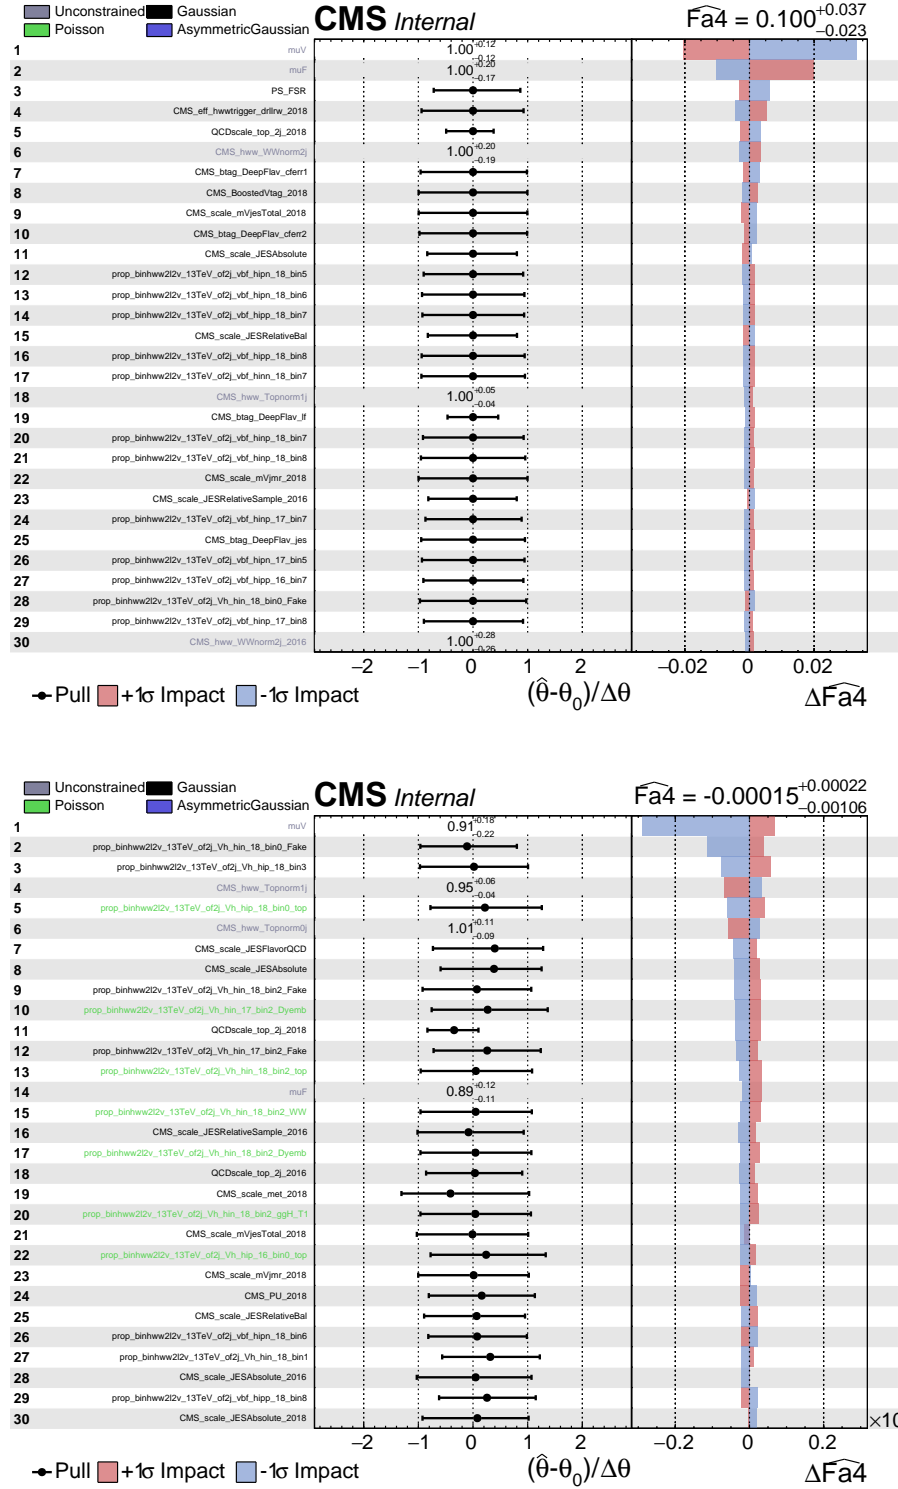 Unconstrained Gaussian
Poisson AsymmetricGaussian
CMS Internal
Fa4 = 0.100 +0.037 −0.023
1 muV 1.00 +0.12 −0.12
2 muF 1.00 +0.20 −0.17
3 PS_FSR
4 CMS_eff_hwwtrigger_drllrw_2018
5 QCDscale_top_2j_2018
6 CMS_hww_WWnorm2j 1.00 +0.20 −0.19
7 CMS_btag_DeepFlav_cferr1
8 CMS_BoostedVtag_2018
9 CMS_scale_mVjesTotal_2018
10 CMS_btag_DeepFlav_cferr2
11 CMS_scale_JESAbsolute
12 prop_binhww2l2v_13TeV_of2j_vbf_hipn_18_bin5
13 prop_binhww2l2v_13TeV_of2j_vbf_hipn_18_bin6
14 prop_binhww2l2v_13TeV_of2j_vbf_hipp_18_bin7
15 CMS_scale_JESRelativeBal
16 prop_binhww2l2v_13TeV_of2j_vbf_hipp_18_bin8
17 prop_binhww2l2v_13TeV_of2j_vbf_hinn_18_bin7
18 CMS_hww_Topnorm1j 1.00 +0.05 −0.04
19 CMS_btag_DeepFlav_lf
20 prop_binhww2l2v_13TeV_of2j_vbf_hinp_18_bin7
21 prop_binhww2l2v_13TeV_of2j_vbf_hinp_18_bin8
22 CMS_scale_mVjmr_2018
23 CMS_scale_JESRelativeSample_2016
24 prop_binhww2l2v_13TeV_of2j_vbf_hinp_17_bin7
25 CMS_btag_DeepFlav_jes
26 prop_binhww2l2v_13TeV_of2j_vbf_hipn_17_bin5
27 prop_binhww2l2v_13TeV_of2j_vbf_hipp_16_bin7
28 prop_binhww2l2v_13TeV_of2j_Vh_hin_18_bin0_Fake
29 prop_binhww2l2v_13TeV_of2j_vbf_hinp_17_bin8
30 CMS_hww_WWnorm2j_2016 1.00 +0.28 −0.26
−2 −1 0 1 2 −0.02 0 0.02
Pull +1σ Impact -1σ Impact (θ̂-θ0)/Δθ ΔFa4
Unconstrained Gaussian
Poisson AsymmetricGaussian
CMS Internal
Fa4 = -0.00015 +0.00022 −0.00106
1 muV 0.91 +0.18 −0.22
2 prop_binhww2l2v_13TeV_of2j_Vh_hin_18_bin0_Fake
3 prop_binhww2l2v_13TeV_of2j_Vh_hip_18_bin3
4 CMS_hww_Topnorm1j 0.95 +0.06 −0.04
5 prop_binhww2l2v_13TeV_of2j_Vh_hip_18_bin0_top
6 CMS_hww_Topnorm0j 1.01 +0.11 −0.09
7 CMS_scale_JESFlavorQCD
8 CMS_scale_JESAbsolute
9 prop_binhww2l2v_13TeV_of2j_Vh_hin_18_bin2_Fake
10 prop_binhww2l2v_13TeV_of2j_Vh_hin_17_bin2_Dyemb
11 QCDscale_top_2j_2018
12 prop_binhww2l2v_13TeV_of2j_Vh_hin_17_bin2_Fake
13 prop_binhww2l2v_13TeV_of2j_Vh_hin_18_bin2_top
14 muF 0.89 +0.12 −0.11
15 prop_binhww2l2v_13TeV_of2j_Vh_hin_18_bin2_WW
16 CMS_scale_JESRelativeSample_2016
17 prop_binhww2l2v_13TeV_of2j_Vh_hin_18_bin2_Dyemb
18 QCDscale_top_2j_2016
19 CMS_scale_met_2018
20 prop_binhww2l2v_13TeV_of2j_Vh_hin_18_bin2_ggH_T1
21 CMS_scale_mVjesTotal_2018
22 prop_binhww2l2v_13TeV_of2j_Vh_hip_16_bin0_top
23 CMS_scale_mVjmr_2018
24 CMS_PU_2018
25 CMS_scale_JESRelativeBal
26 prop_binhww2l2v_13TeV_of2j_vbf_hipn_18_bin6
27 prop_binhww2l2v_13TeV_of2j_Vh_hin_18_bin1
28 CMS_scale_JESAbsolute_2016
29 prop_binhww2l2v_13TeV_of2j_vbf_hipp_18_bin8
30 CMS_scale_JESAbsolute_2018
−2 −1 0 1 2 −0.2 0 0.2
Pull +1σ Impact -1σ Impact (θ̂-θ0)/Δθ ΔFa4